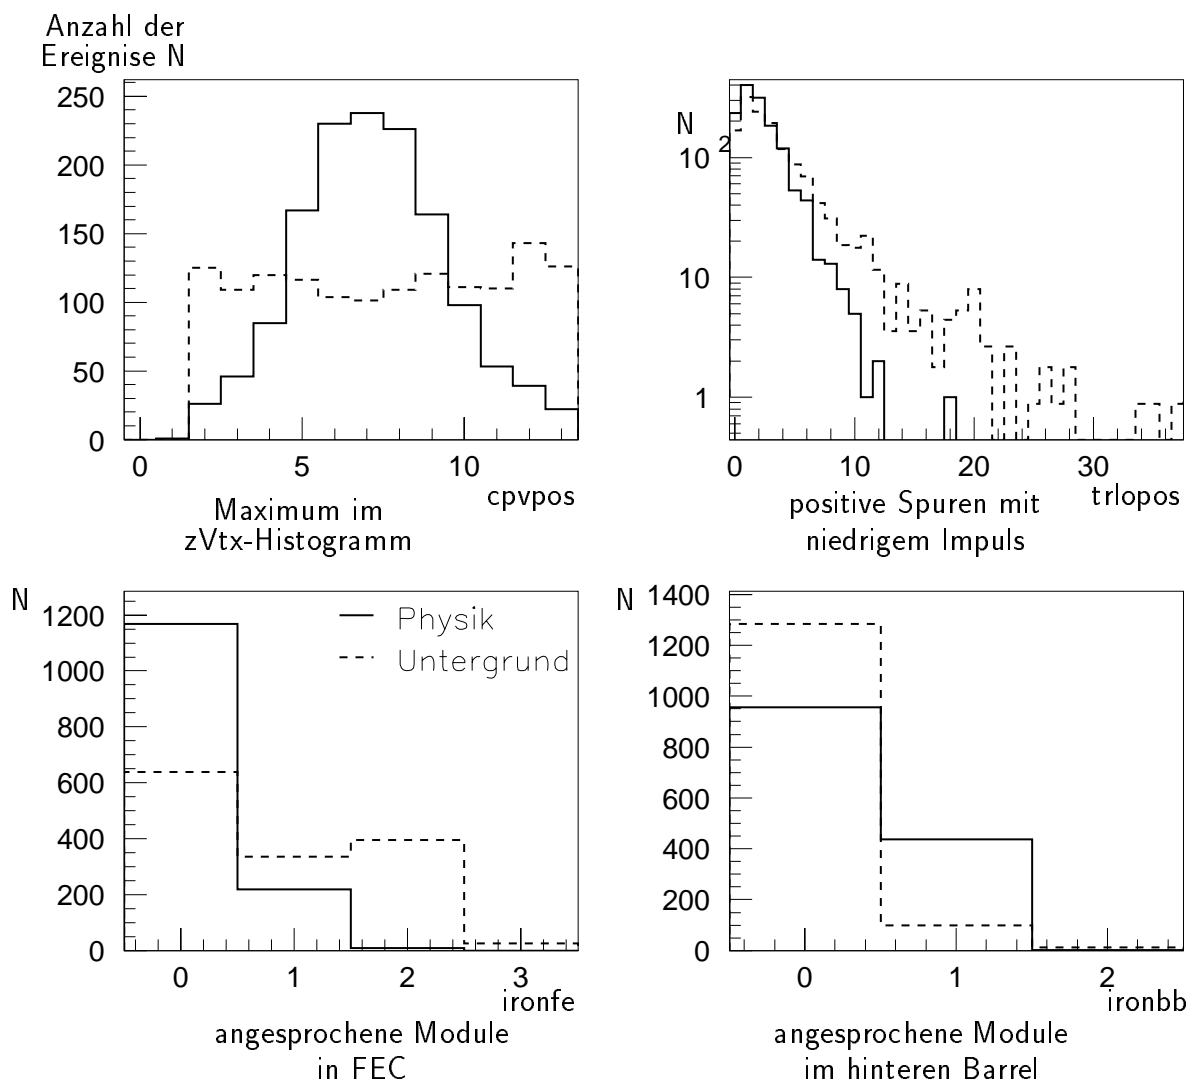 Anzahl der
Ereignise N
250
200
150
100
50
0
0 5 10
cpvpos
Maximum im
zVtx-Histogramm
N
10 2
10
1
0 10 20 30
trlopos
positive Spuren mit
niedrigem Impuls
N
1200
1000
800
600
400
200
0
Physik
Untergrund
0 1 2 3
ironfe
angesprochene Module
in FEC
N
1400
1200
1000
800
600
400
200
0
0 1 2
ironbb
angesprochene Module
im hinteren Barrel